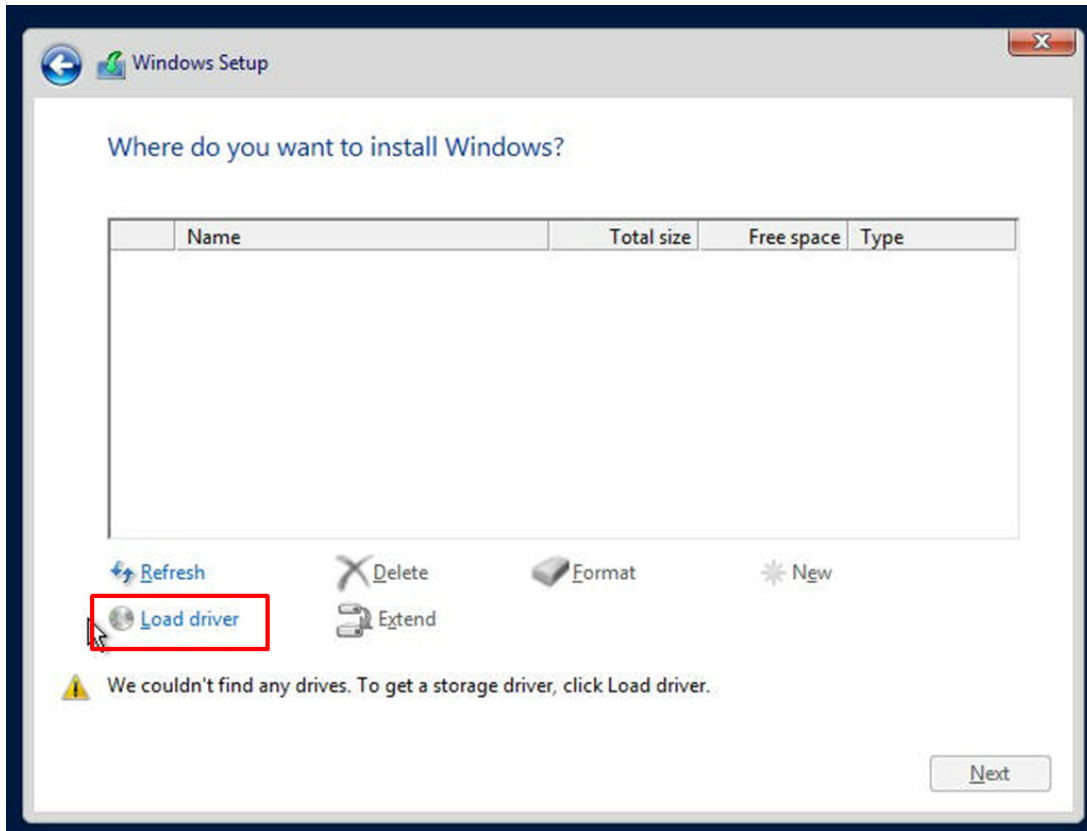 Windows Setup
Where do you want to install Windows?
Name Total size Free space Type
Refresh Delete Format New
Load driver Extend
We couldn't find any drives. To get a storage driver, click Load driver.
Next